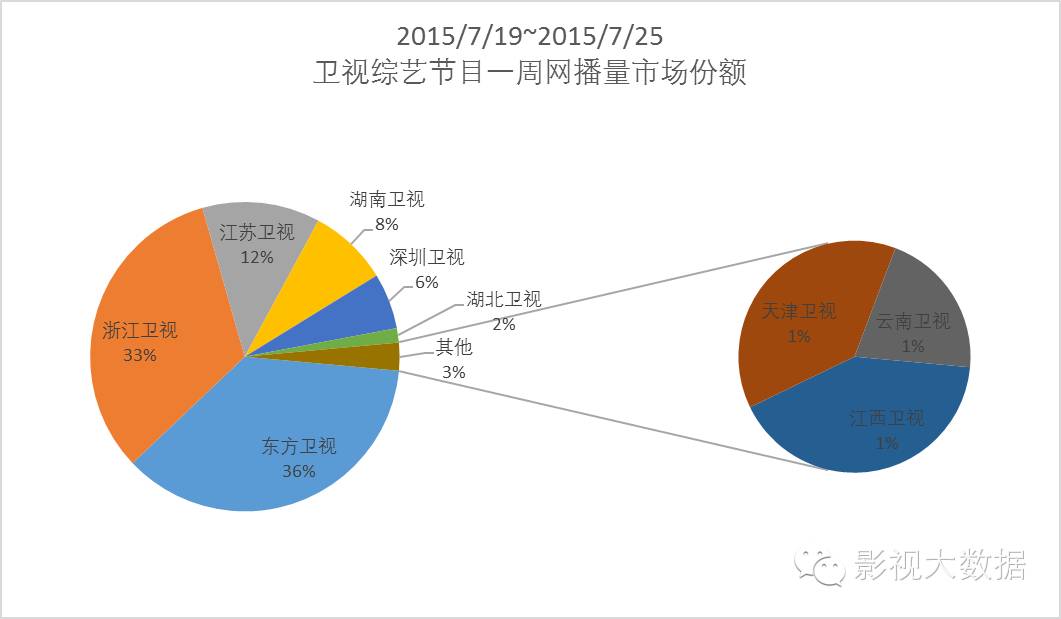 2015/7/19~2015/7/25
卫视综艺节目一周网播量市场份额
湖南卫视
8%
江苏卫视
12%
深圳卫视
6%
湖北卫视
2%
浙江卫视
33%
其他
3%
东方卫视
36%
天津卫视
1%
云南卫视
1%
江西卫视
1%
影视大数据